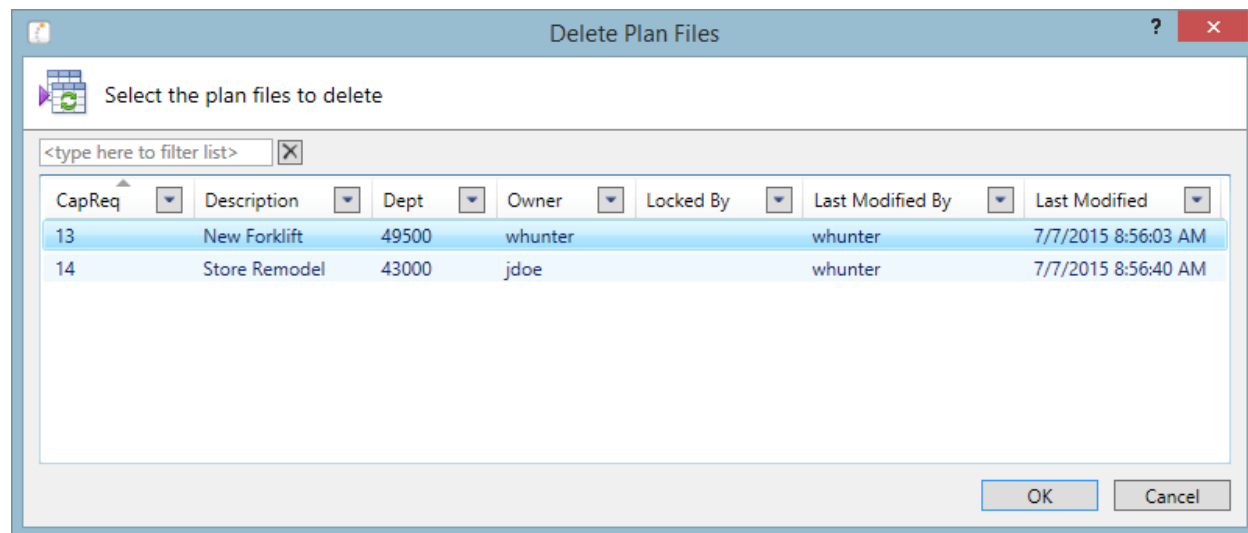 Delete Plan Files ?
Select the plan files to delete
<type here to filter list>
CapReq Description Dept Owner Locked By Last Modified By Last Modified
13 New Forklift 49500 whunter whunter 7/7/2015 8:56:03 AM
14 Store Remodel 43000 jdoe whunter 7/7/2015 8:56:40 AM
OK Cancel